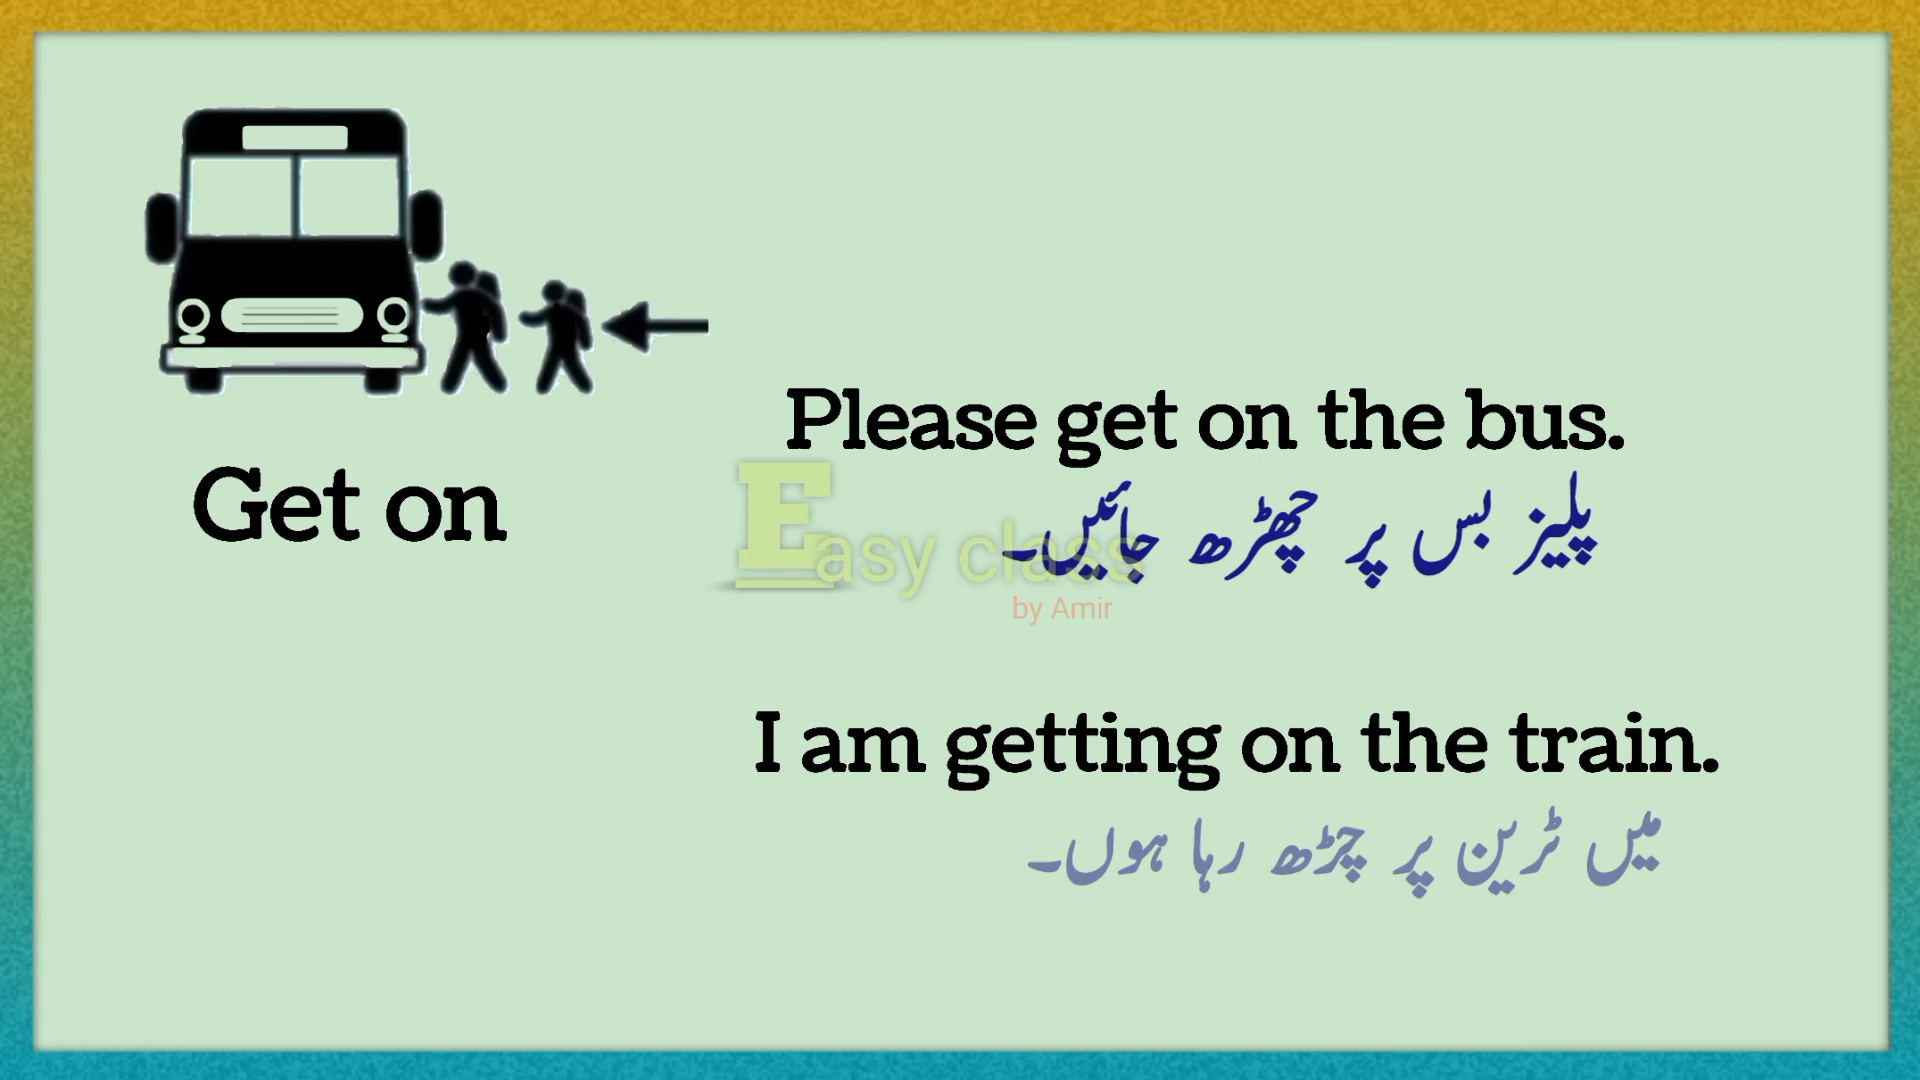 Get on
Please get on the bus.
پلیز بس پر چھڑھ جائیں۔
Easy class
by Amir
I am getting on the train.
میں ٹرین پر چڑھ رہا ہوں۔